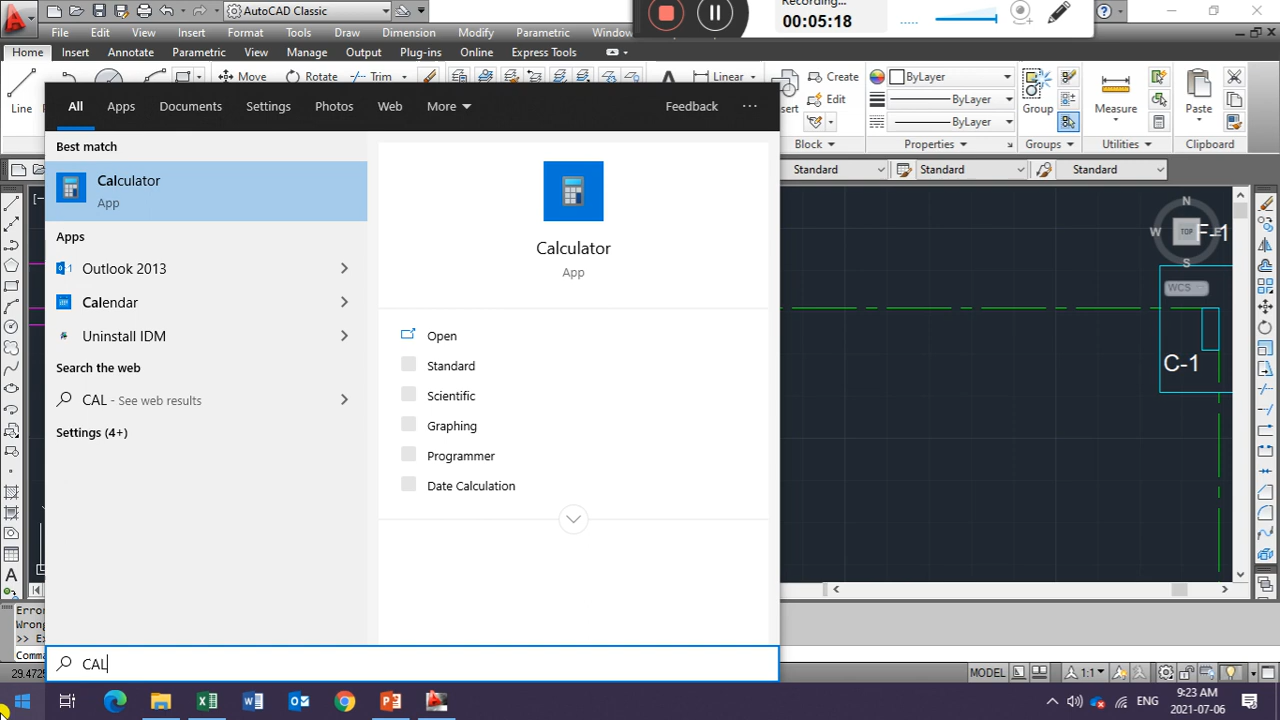 AutoCAD Classic
Recording...
00:05:18
File Edit View Insert Format Tools Draw Dimension Modify Parametric Window
Home Insert Annotate Parametric View Manage Output Plug-ins Online Express Tools
Line Move Rotate Trim Linear Create ByLayer Group Measure Paste
Edit ByLayer
ByLayer
Block Properties Groups Utilities Clipboard
Standard Standard Standard
All Apps Documents Settings Photos Web More Feedback ...
Best match
Calculator
App
Apps
Outlook 2013
Calendar
Uninstall IDM
Search the web
CAL - See web results
Settings (4+)
Calculator
App
Open
Standard
Scientific
Graphing
Programmer
Date Calculation
N
W TOP E
S
WCS
F-1
C-1
CAL
MODEL 1:1
ENG
9:23 AM
2021-07-06